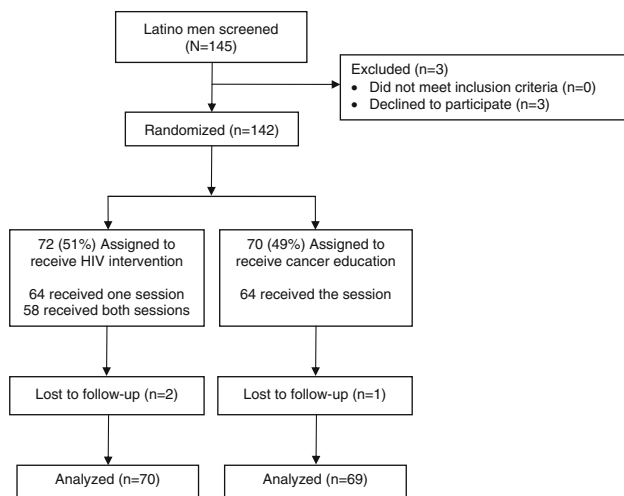 Latino men screened
(N=145)
Excluded (n=3)
• Did not meet inclusion criteria (n=0)
• Declined to participate (n=3)
Randomized (n=142)
72 (51%) Assigned to
receive HIV intervention
64 received one session
58 received both sessions
70 (49%) Assigned to
receive cancer education
64 received the session
Lost to follow-up (n=2)
Lost to follow-up (n=1)
Analyzed (n=70)
Analyzed (n=69)